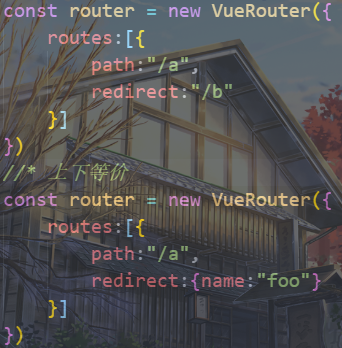 const router = new VueRouter({
    routes:[{
        path:"/a",
        redirect:"/b"
    }]
})
//* 上下等价
const router = new VueRouter({
    routes:[{
        path:"/a",
        redirect:{name:"foo"}
    }]
})